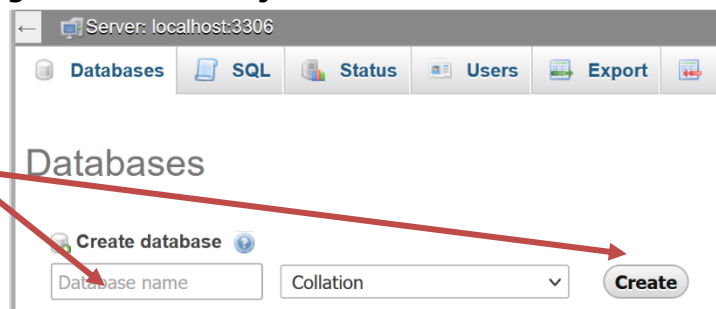 Server: localhost:3306
Databases SQL Status Users Export
Databases
Create database
Database name Collation Create